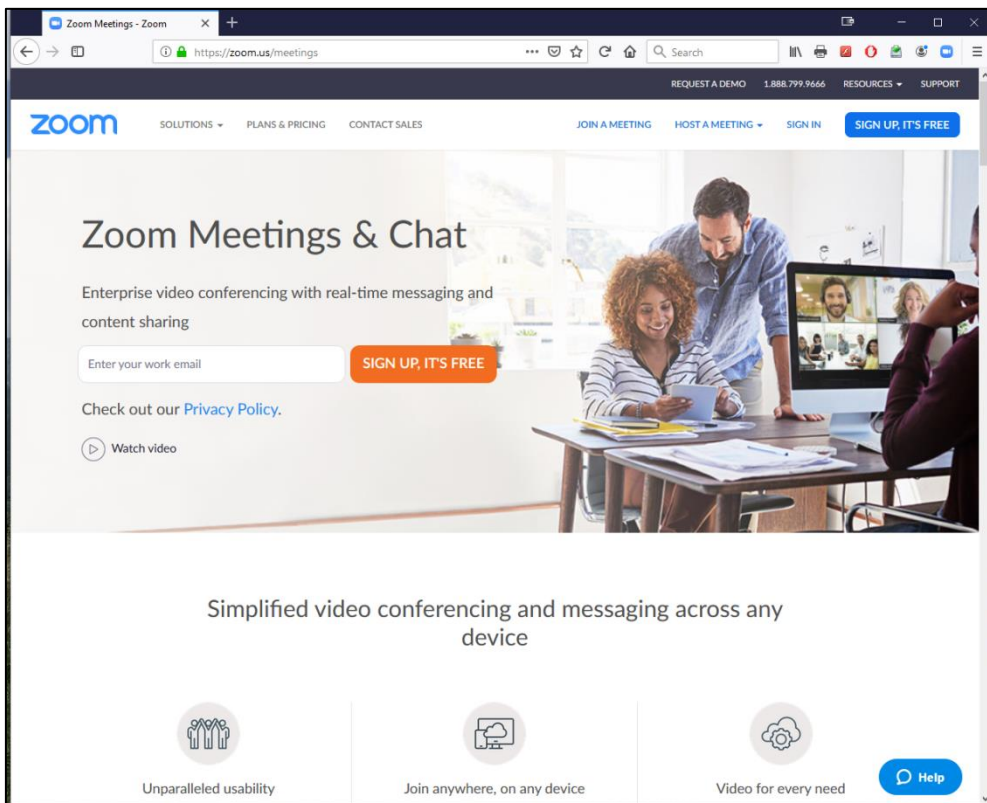 Zoom Meetings - Zoom
https://zoom.us/meetings
Search
REQUEST A DEMO 1.888.799.9666 RESOURCES SUPPORT
zoom SOLUTIONS PLANS & PRICING CONTACT SALES JOIN A MEETING HOST A MEETING SIGN IN SIGN UP, IT'S FREE
Zoom Meetings & Chat
Enterprise video conferencing with real-time messaging and
content sharing
Enter your work email SIGN UP, IT'S FREE
Check out our Privacy Policy.
Watch video
Simplified video conferencing and messaging across any
device
Unparalleled usability Join anywhere, on any device Video for every need
Help